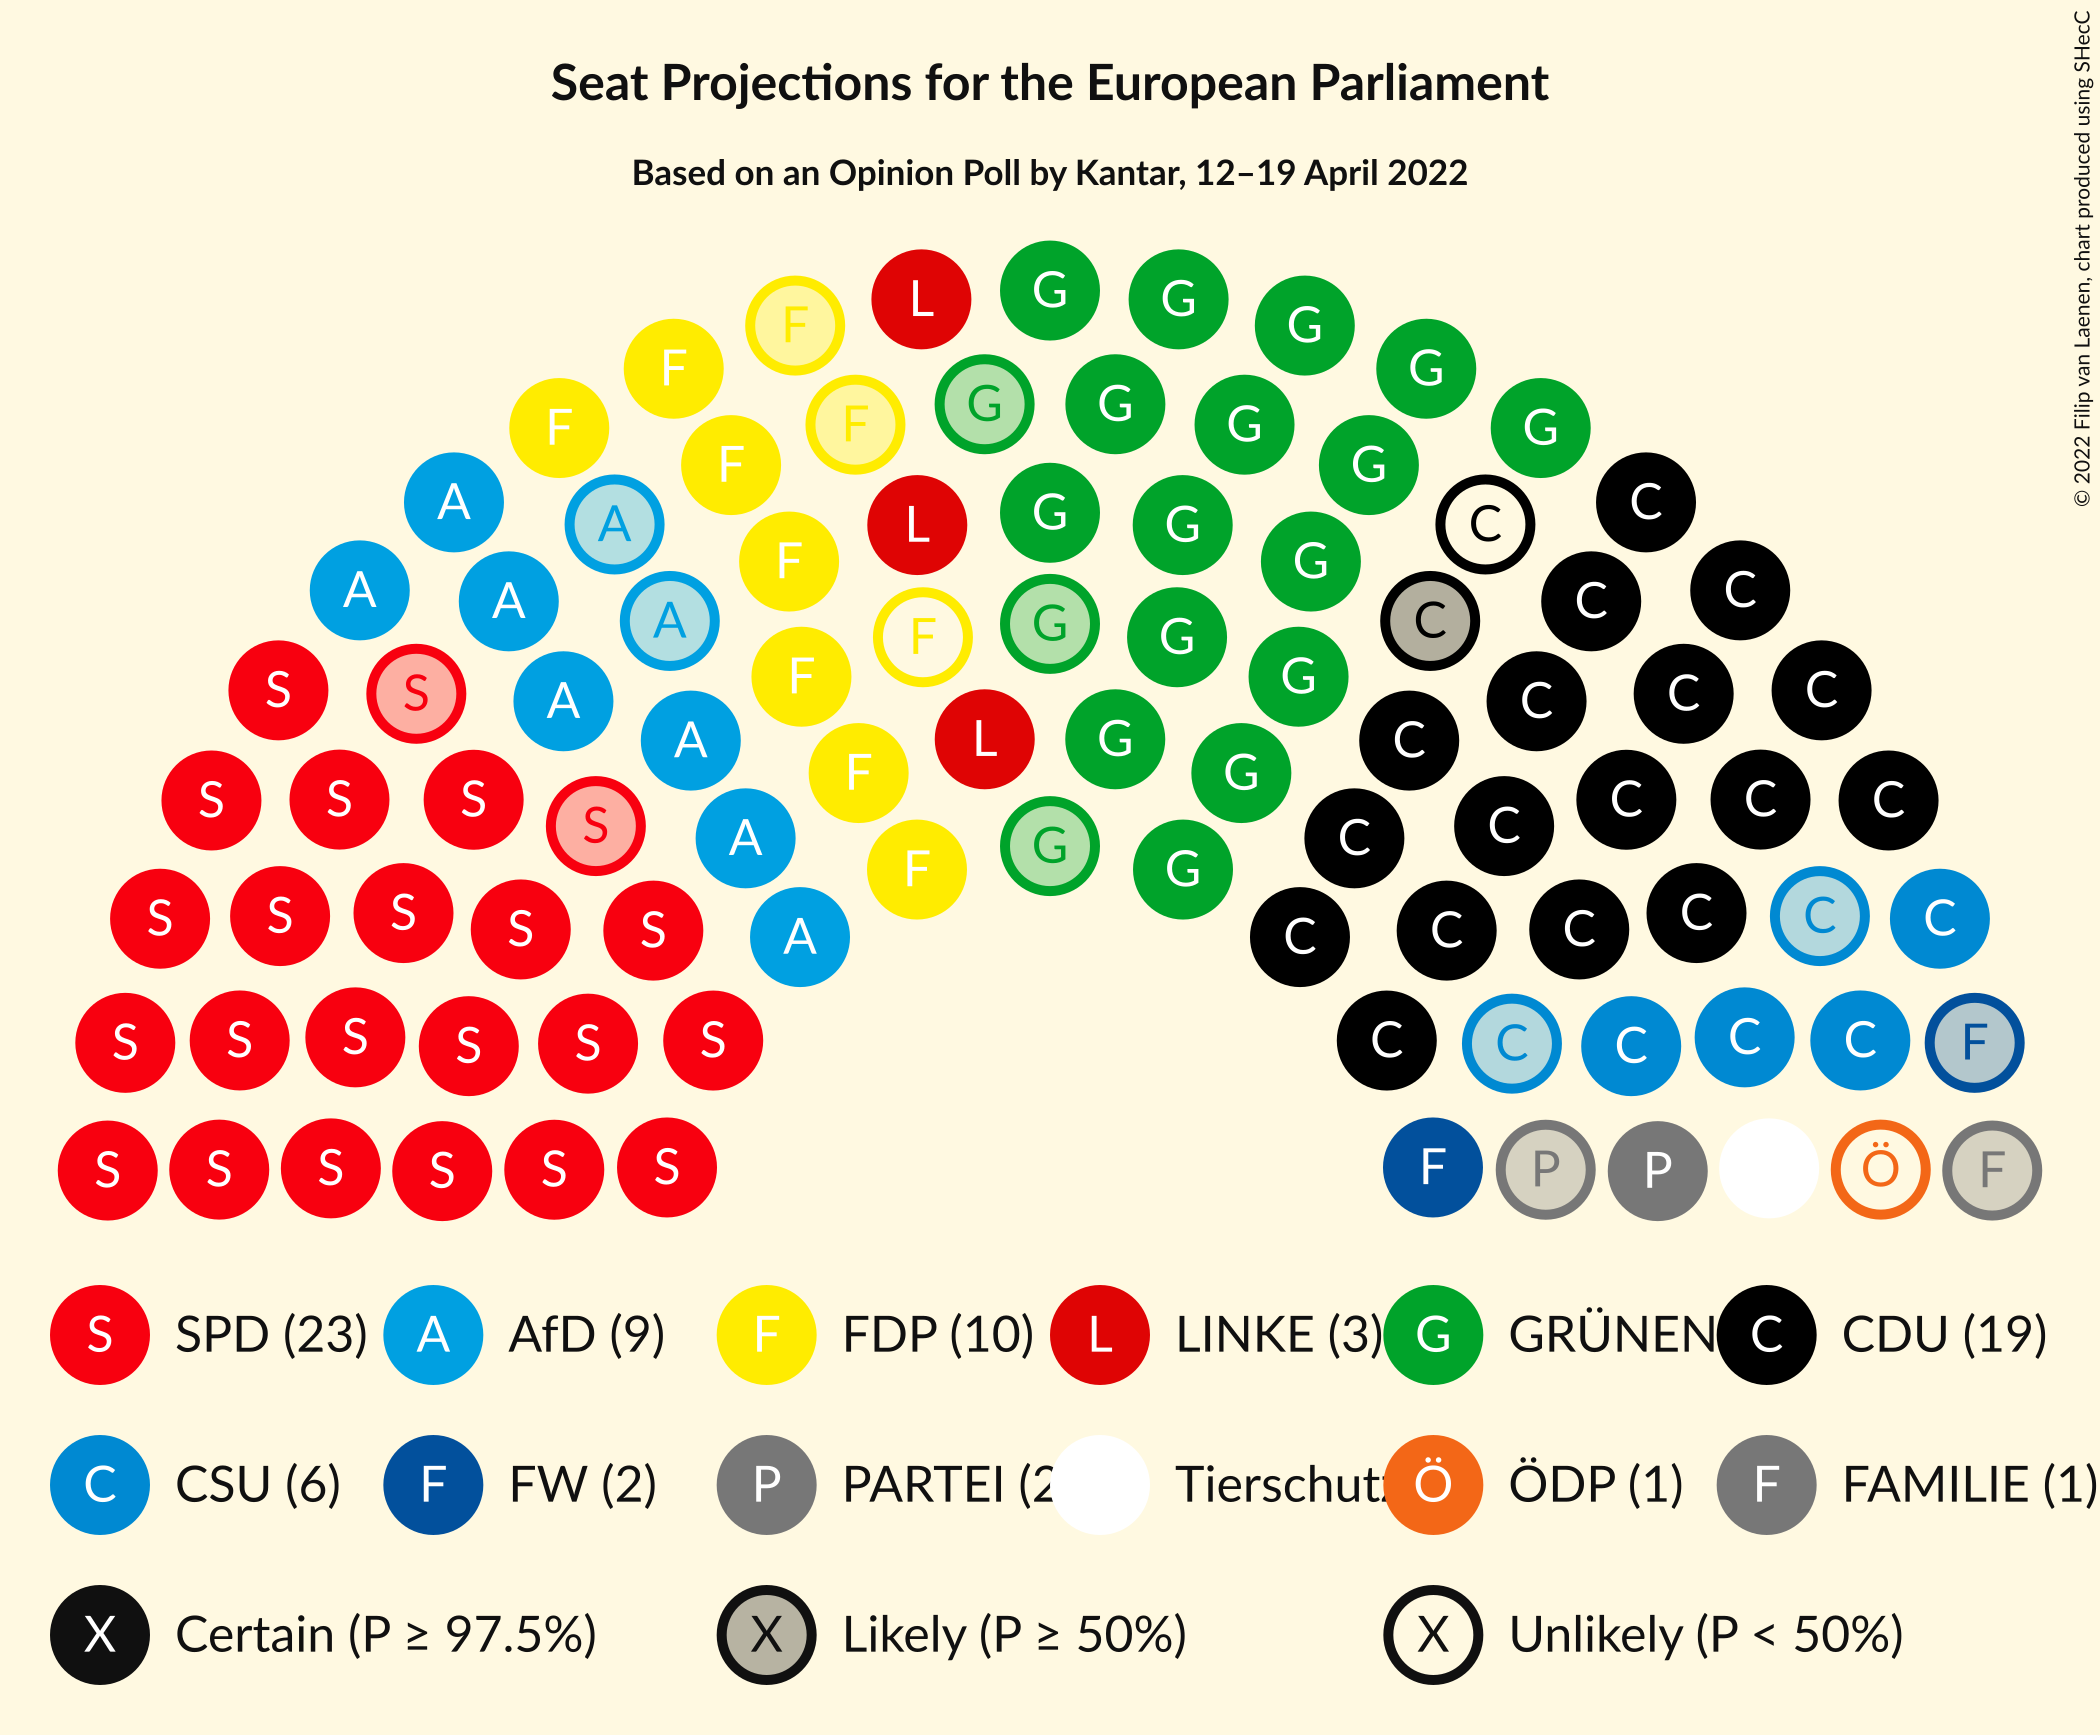 Seat Projections for the European Parliament
Based on an Opinion Poll by Kantar, 12–19 April 2022
© 2022 Filip van Laenen, chart produced using SHecC
L G G G
F G
F G G G
F F G G
A F L G G C
A F G C C
A F G G C
A A F G C C
S A F G C C
S A L G C C
S S S A F G C C C C
S A G C C
S S S S S F G C C C C C
A C
S S S S S S C C C C C F
S S S S S S F P P Ö F
S SPD (23) A AfD (9) F FDP (10) L LINKE (3) G GRÜNEN C CDU (19)
C CSU (6) F FW (2) P PARTEI (2 Tierschutz Ö ÖDP (1) F FAMILIE (1)
X Certain (P ≥ 97.5%) X Likely (P ≥ 50%) X Unlikely (P < 50%)